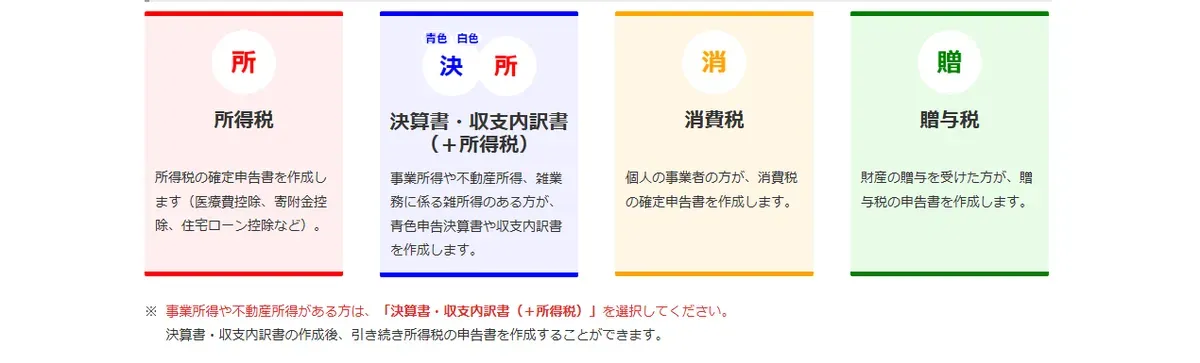 所
所得税
所得税の確定申告書を作成し
ます（医療費控除、寄附金控
除、住宅ローン控除など）。
青色 白色
決 所
決算書・収支内訳書
（＋所得税）
事業所得や不動産所得、雑業
務に係る雑所得のある方が、
青色申告決算書や収支内訳書
を作成します。
消
消費税
個人の事業者の方が、消費税
の確定申告書を作成します。
贈
贈与税
財産の贈与を受けた方が、贈
与税の申告書を作成します。
※ 事業所得や不動産所得がある方は、「決算書・収支内訳書（＋所得税）」を選択してください。
決算書・収支内訳書の作成後、引き続き所得税の申告書を作成することができます。